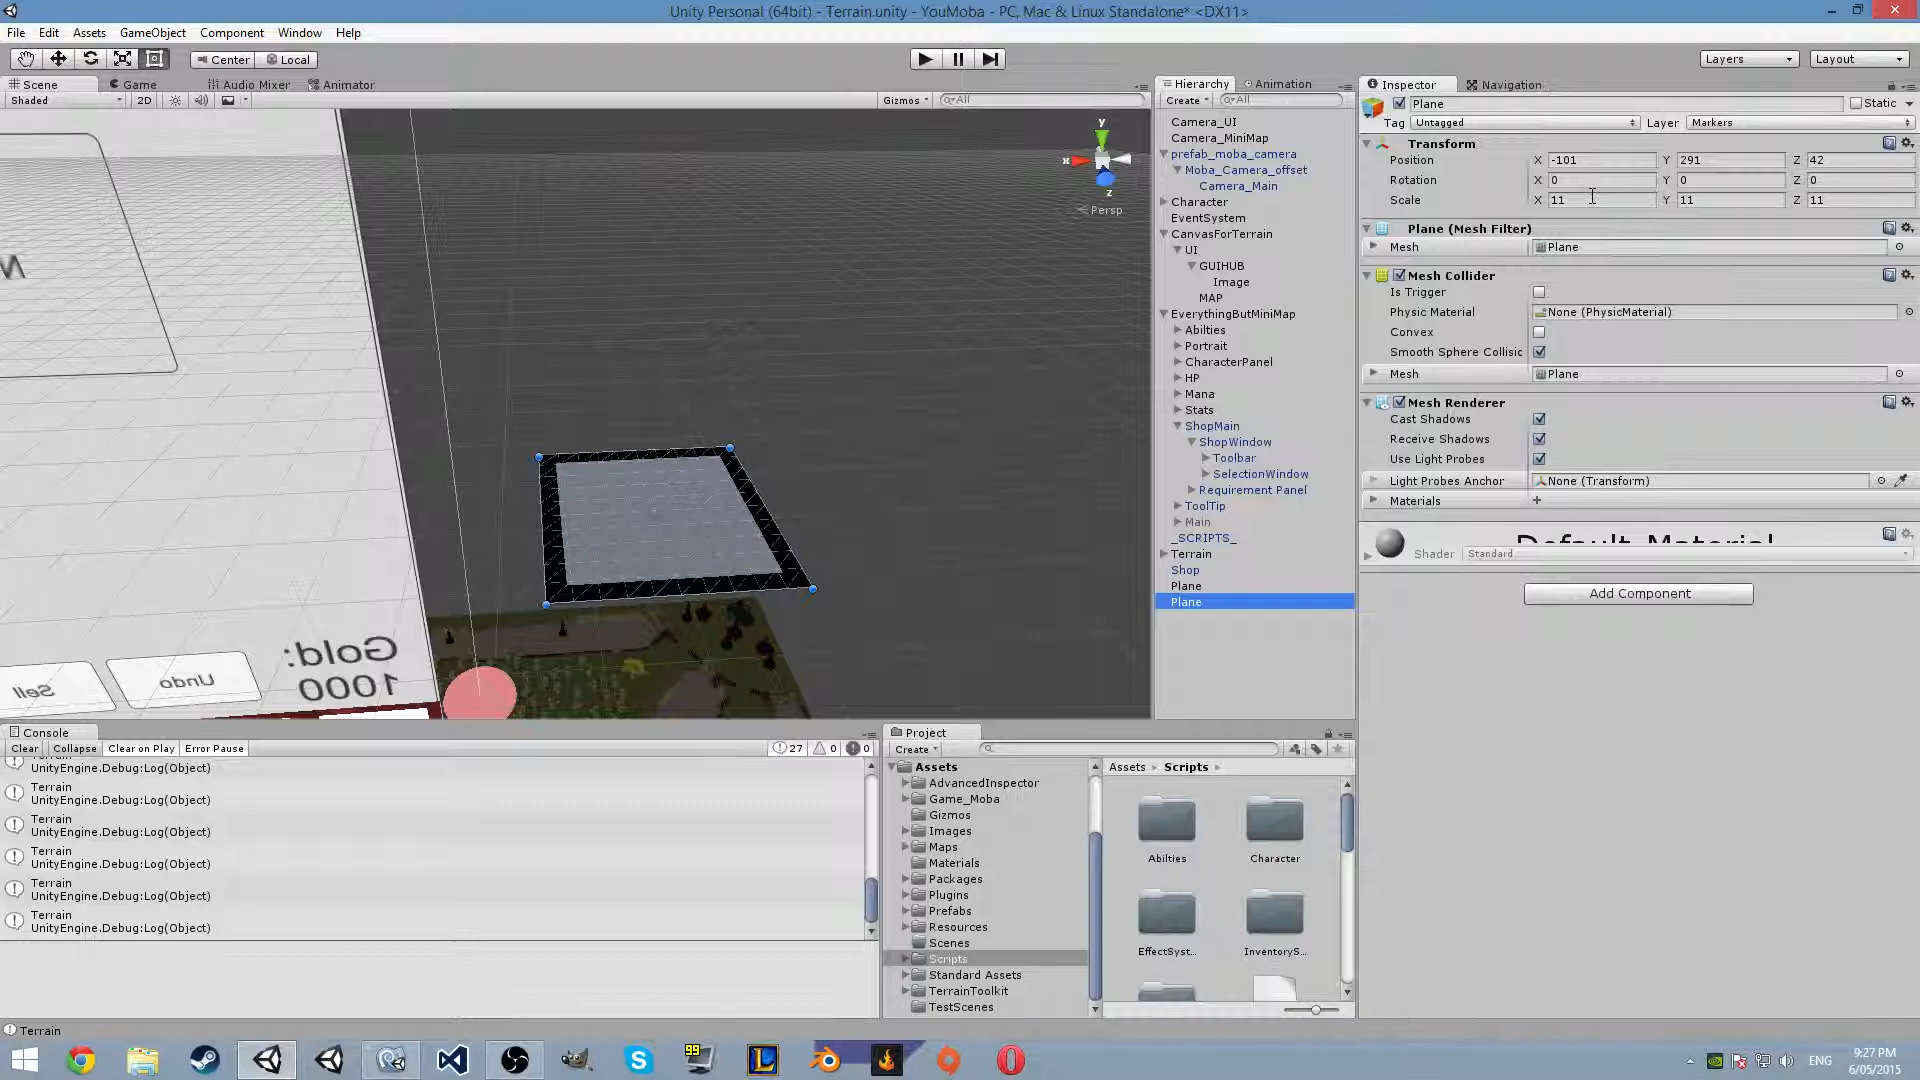 Unity Personal (64bit) - Terrain.unity - YouMoba - PC, Mac & Linux Standalone* <DX11>
File Edit Assets GameObject Component Window Help
Center Local
Layers Layout
Scene Game Audio Mixer Animator
Shaded 2D Gizmos All
y
x
z
Persp
Gold:
1000
Sell Undo
Hierarchy Animation
Create All
Camera_UI
Camera_MiniMap
prefab_moba_camera
Moba_Camera_offset
Camera_Main
Character
EventSystem
CanvasForTerrain
UI
GUIHUB
Image
MAP
EverythingButMiniMap
Abilties
Portrait
CharacterPanel
HP
Mana
Stats
ShopMain
ShopWindow
Toolbar
SelectionWindow
Requirement Panel
ToolTip
Main
_SCRIPTS_
Terrain
Shop
Plane
Plane
Inspector Navigation
Plane Static
Tag Untagged Layer Markers
Transform
Position X -101 Y 291 Z 42
Rotation X 0 Y 0 Z 0
Scale X 11 Y 11 Z 11
Plane (Mesh Filter)
Mesh Plane
Mesh Collider
Is Trigger
Physic Material None (PhysicMaterial)
Convex
Smooth Sphere Collisic
Mesh Plane
Mesh Renderer
Cast Shadows
Receive Shadows
Use Light Probes
Light Probes Anchor None (Transform)
Materials
Default-Material
Shader Standard
Add Component
Console
Clear Collapse Clear on Play Error Pause 27 0 0
Terrain
UnityEngine.Debug:Log(Object)
Terrain
UnityEngine.Debug:Log(Object)
Terrain
UnityEngine.Debug:Log(Object)
Terrain
UnityEngine.Debug:Log(Object)
Terrain
UnityEngine.Debug:Log(Object)
Terrain
UnityEngine.Debug:Log(Object)
Project
Create
Assets
AdvancedInspector
Game_Moba
Gizmos
Images
Maps
Materials
Packages
Plugins
Prefabs
Resources
Scenes
Scripts
Standard Assets
TerrainToolkit
TestScenes
Assets Scripts
Abilties Character
EffectSyst... InventoryS...
Terrain
99
L
ENG
9:27 PM
6/05/2015